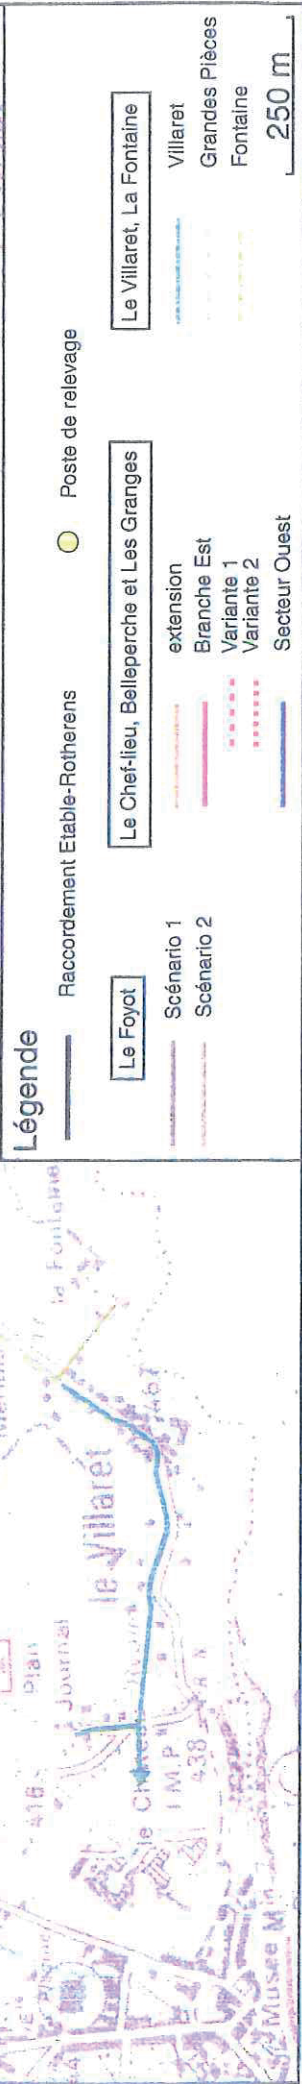 Légende
Raccordement Etable-Rotherens
Poste de relevage
Le Foyot
Scénario 1
Scénario 2
Le Chef-lieu, Belleperche et Les Granges
extension
Branche Est
Variante 1
Variante 2
Secteur Ouest
Le Villaret, La Fontaine
Villaret
Grandes Pièces
Fontaine
250 m
la Fontaine
le Villaret
Plan
Journal
416
I M P
438
Musée